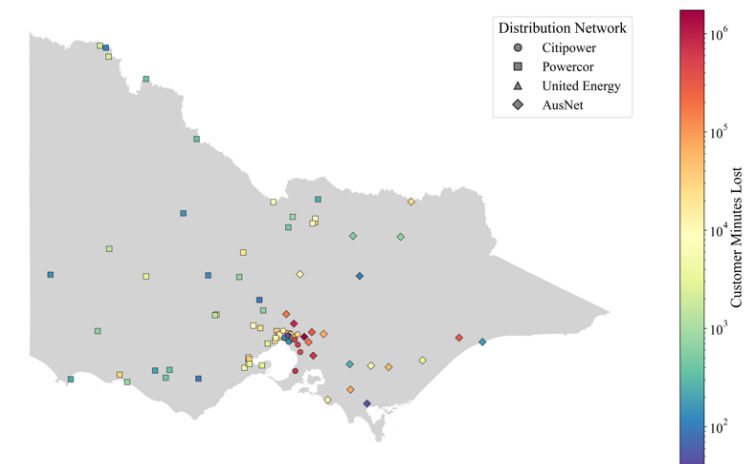 Distribution Network
Citipower
Powercor
United Energy
AusNet
10⁶
10⁵
10⁴
10³
10²
Customer Minutes Lost